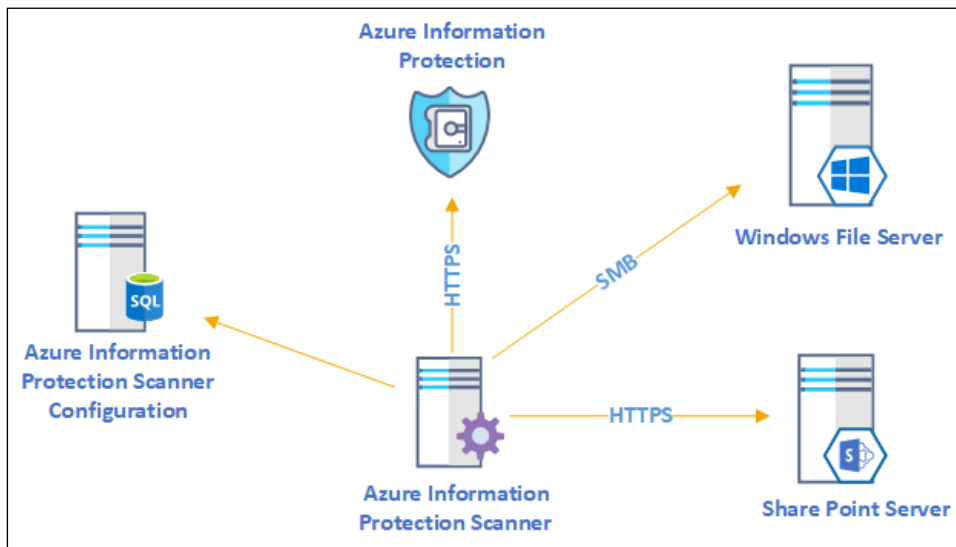 Azure Information
Protection
Windows File Server
HTTPS
SMB
SQL
Azure Information
Protection Scanner
Configuration
HTTPS
S
Azure Information
Protection Scanner
Share Point Server